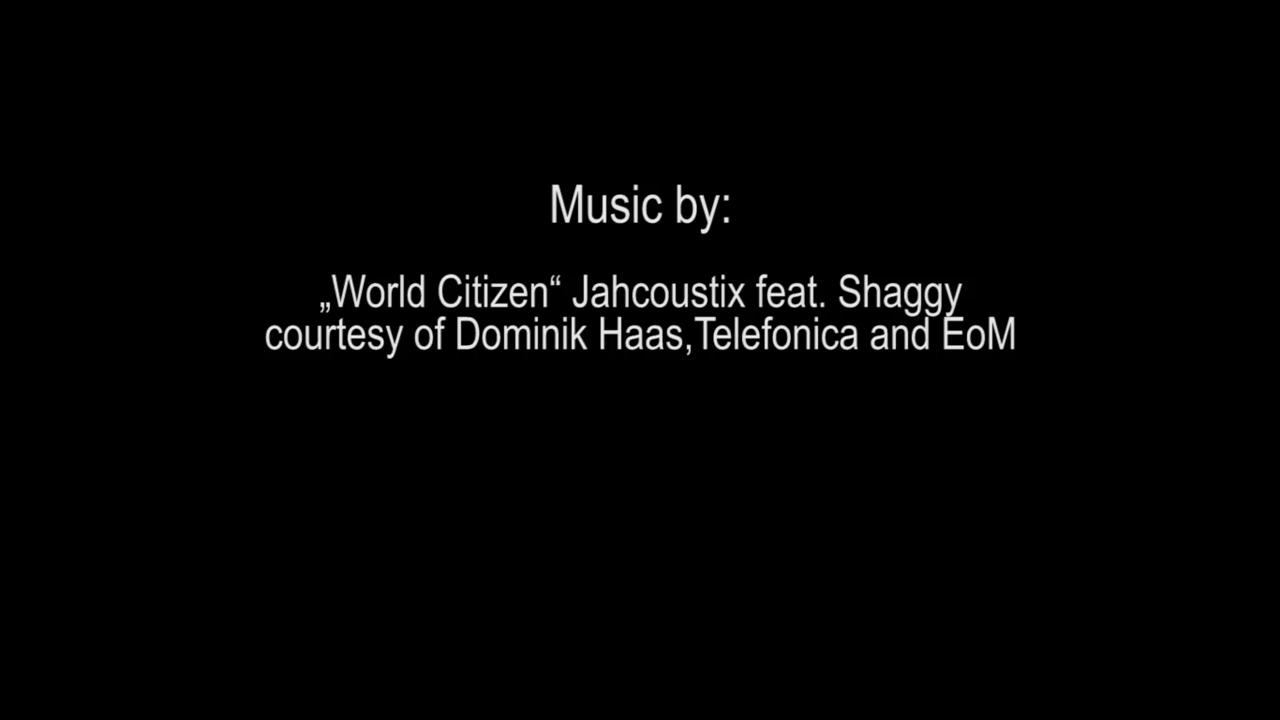 Music by:
„World Citizen“ Jahcoustix feat. Shaggy
courtesy of Dominik Haas,Telefonica and EoM